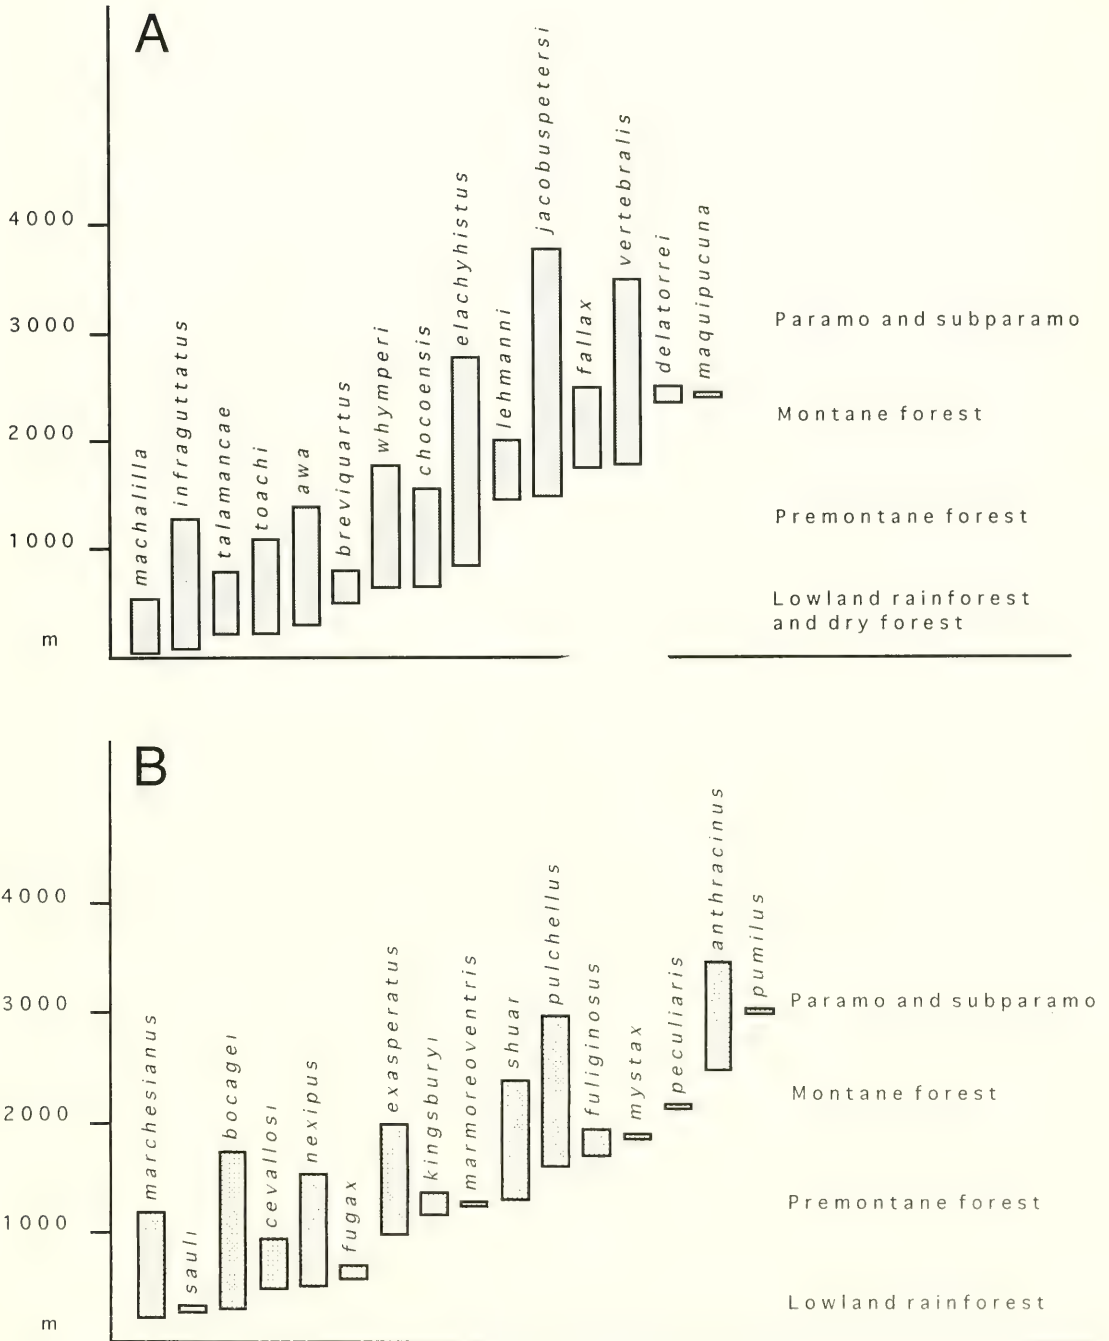 A
4000
3000
2000
1000
m
machalilla
infraguttatus
talamancae
toachi
awa
breviquartus
whymperi
chocoensis
elachyhistus
lehmanni
jacobuspetersi
fallax
vertebralis
delatorrei
maquipucuna
Paramo and subparamo
Montane forest
Premontane forest
Lowland rainforest
and dry forest
B
4000
3000
2000
1000
m
marchesianus
sauli
bocagei
cevallosi
nexipus
fugax
exasperatus
kingsburyi
marmoreoventris
shuar
pulchellus
fuliginosus
mystax
peculiaris
anthracinus
pumilus
Paramo and subparamo
Montane forest
Premontane forest
Lowland rainforest